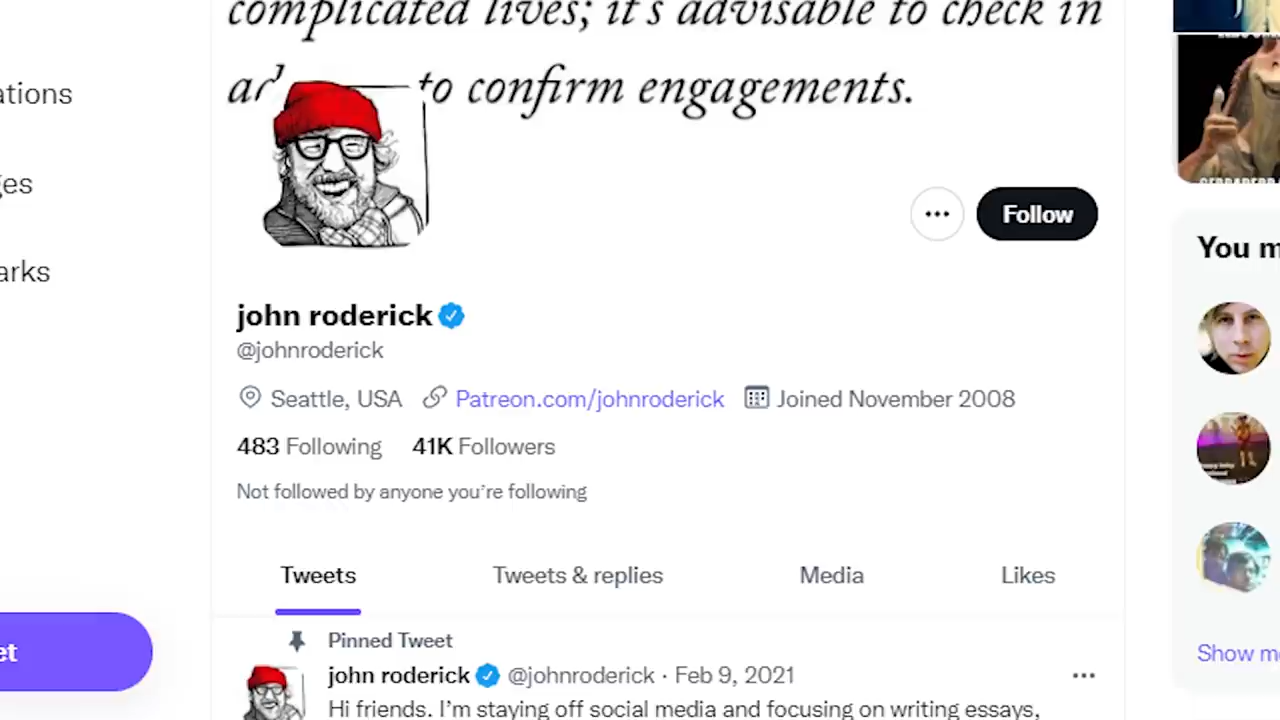 complicated lives; it's advisable to check in
to confirm engagements.
ations
ges
arks
Follow
You m
john roderick
@johnroderick
Seattle, USA Patreon.com/johnroderick Joined November 2008
483 Following 41K Followers
Not followed by anyone you're following
Tweets Tweets & replies Media Likes
et
Pinned Tweet
Show mo
john roderick @johnroderick · Feb 9, 2021
Hi friends. I'm staying off social media and focusing on writing essays,